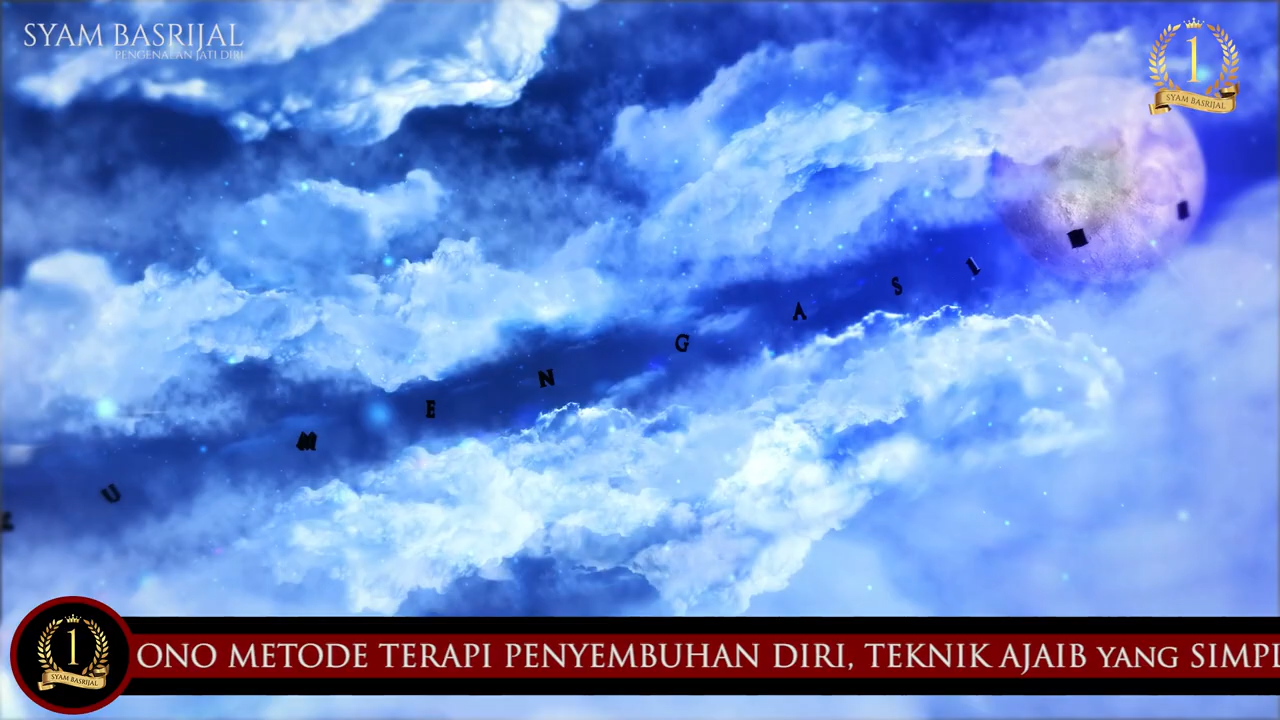 SYAM BASRIJAL
PENGENALAN JATI DIRI
1
SYAM BASRIJAL
U M E N G A S I
1
SYAM BASRIJAL
ONO METODE TERAPI PENYEMBUHAN DIRI, TEKNIK AJAIB YANG SIMPL